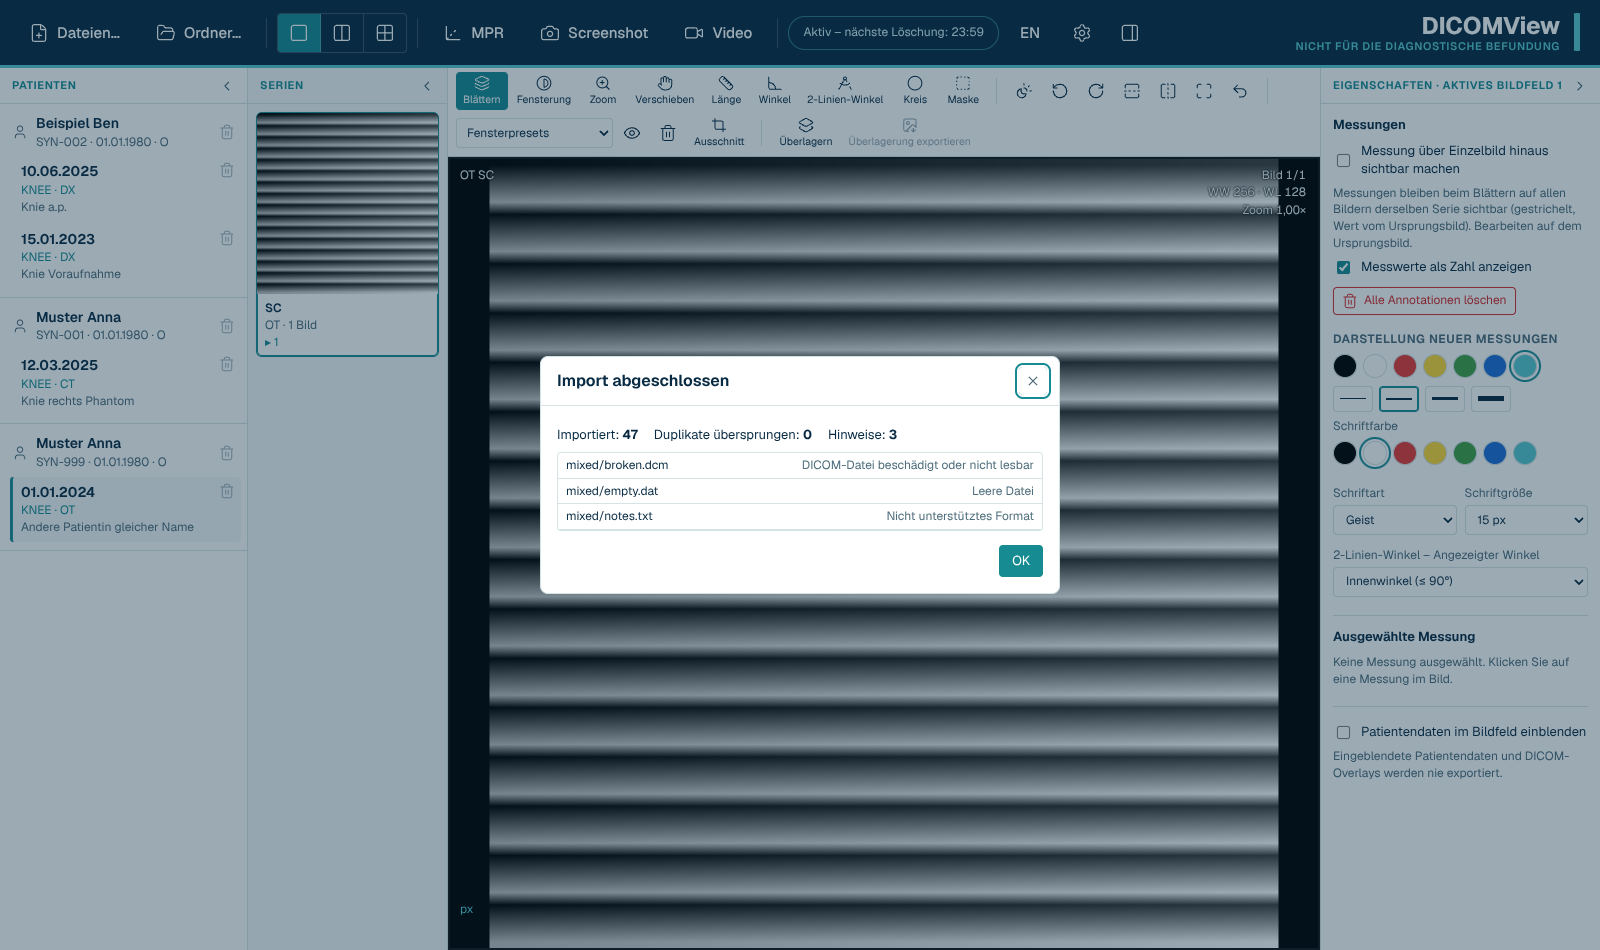 Dateien...
Ordner...
MPR
Screenshot
Video
Aktiv – nächste Löschung: 23:59
EN
DICOMView
NICHT FÜR DIE DIAGNOSTISCHE BEFUNDUNG
PATIENTEN
Beispiel Ben
SYN-002 · 01.01.1980 · O
10.06.2025
KNEE · DX
Knie a.p.
15.01.2023
KNEE · DX
Knie Voraufnahme
Muster Anna
SYN-001 · 01.01.1980 · O
12.03.2025
KNEE · CT
Knie rechts Phantom
Muster Anna
SYN-999 · 01.01.1980 · O
01.01.2024
KNEE · OT
Andere Patientin gleicher Name
SERIEN
SC
OT · 1 Bild
▸ 1
Blättern
Fensterung
Zoom
Verschieben
Länge
Winkel
2-Linien-Winkel
Kreis
Maske
Fensterpresets
Ausschnitt
Überlagern
Überlagerung exportieren
OT SC
Bild 1/1
WW 256 · WL 128
Zoom 1,00×
px
Import abgeschlossen
Importiert: 47 Duplikate übersprungen: 0 Hinweise: 3
mixed/broken.dcm DICOM-Datei beschädigt oder nicht lesbar
mixed/empty.dat Leere Datei
mixed/notes.txt Nicht unterstütztes Format
OK
EIGENSCHAFTEN · AKTIVES BILDFELD 1
Messungen
Messung über Einzelbild hinaus
sichtbar machen
Messungen bleiben beim Blättern auf allen
Bildern derselben Serie sichtbar (gestrichelt,
Wert vom Ursprungsbild). Bearbeiten auf dem
Ursprungsbild.
Messwerte als Zahl anzeigen
Alle Annotationen löschen
DARSTELLUNG NEUER MESSUNGEN
Schriftfarbe
Schriftart
Schriftgröße
Geist
15 px
2-Linien-Winkel – Angezeigter Winkel
Innenwinkel (≤ 90°)
Ausgewählte Messung
Keine Messung ausgewählt. Klicken Sie auf
eine Messung im Bild.
Patientendaten im Bildfeld einblenden
Eingeblendete Patientendaten und DICOM-
Overlays werden nie exportiert.